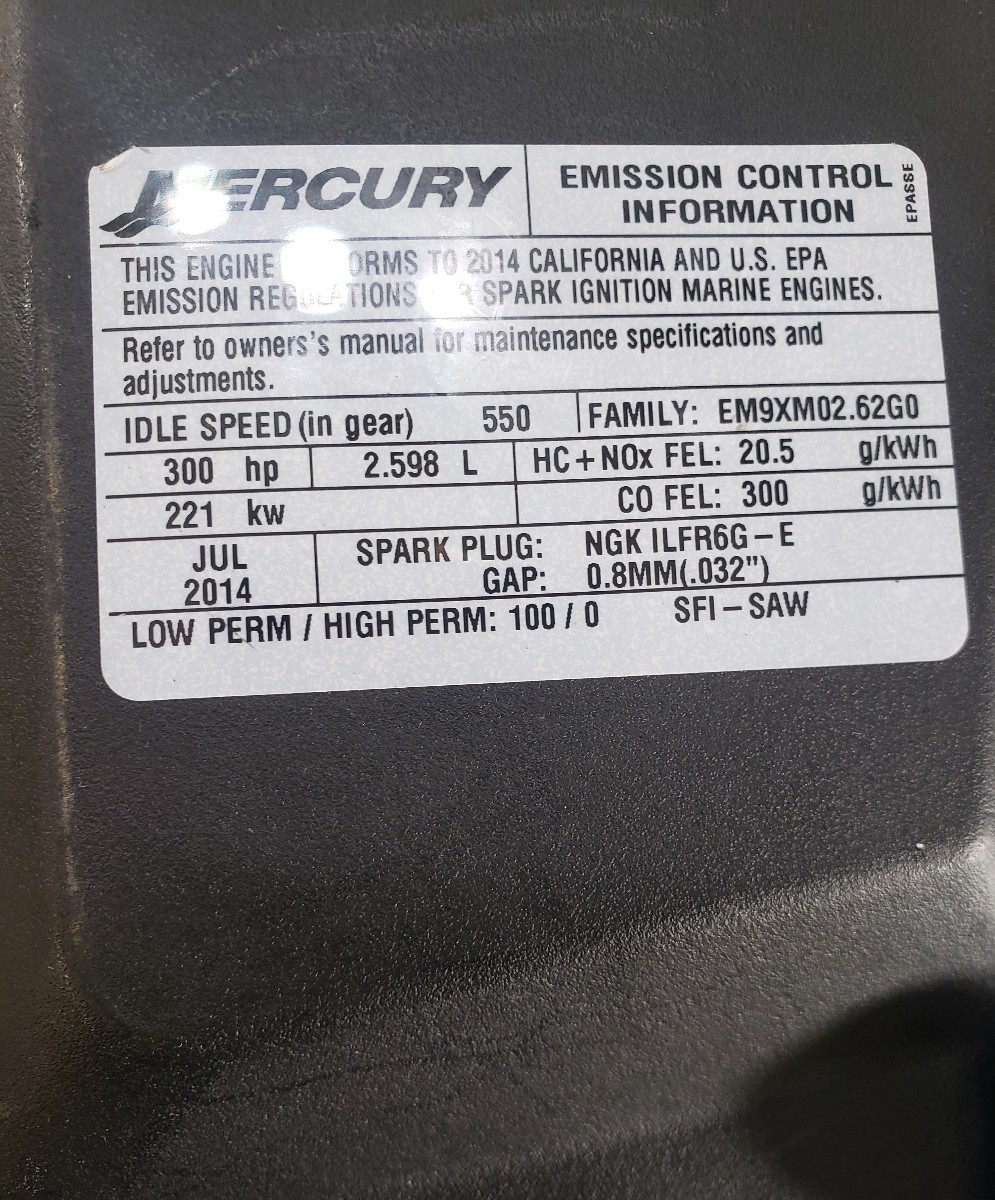 MERCURY
EMISSION CONTROL
INFORMATION
EPASSE
THIS ENGINE ORMS TO 2014 CALIFORNIA AND U.S. EPA
EMISSION REGULATIONS R SPARK IGNITION MARINE ENGINES.
Refer to owners's manual for maintenance specifications and
adjustments.
IDLE SPEED (in gear) 550 FAMILY: EM9XM02.62G0
300 hp 2.598 L HC+NOx FEL: 20.5 g/kWh
221 kw CO FEL: 300 g/kWh
JUL
2014
SPARK PLUG: NGK ILFR6G-E
GAP: 0.8MM(.032")
LOW PERM / HIGH PERM: 100 / 0 SFI-SAW